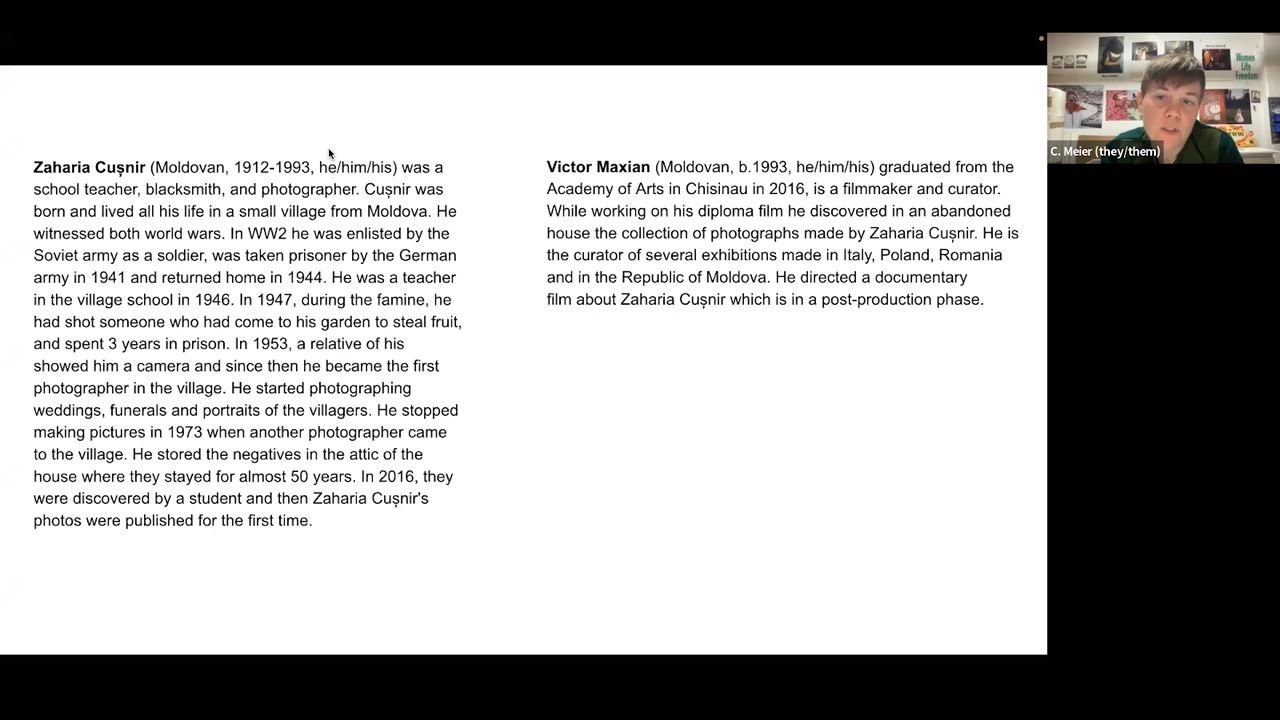 Zaharia Cușnir (Moldovan, 1912-1993, he/him/his) was a
school teacher, blacksmith, and photographer. Cușnir was
born and lived all his life in a small village from Moldova. He
witnessed both world wars. In WW2 he was enlisted by the
Soviet army as a soldier, was taken prisoner by the German
army in 1941 and returned home in 1944. He was a teacher
in the village school in 1946. In 1947, during the famine, he
had shot someone who had come to his garden to steal fruit,
and spent 3 years in prison. In 1953, a relative of his
showed him a camera and since then he became the first
photographer in the village. He started photographing
weddings, funerals and portraits of the villagers. He stopped
making pictures in 1973 when another photographer came
to the village. He stored the negatives in the attic of the
house where they stayed for almost 50 years. In 2016, they
were discovered by a student and then Zaharia Cușnir's
photos were published for the first time.
Victor Maxian (Moldovan, b.1993, he/him/his) graduated from the
Academy of Arts in Chisinau in 2016, is a filmmaker and curator.
While working on his diploma film he discovered in an abandoned
house the collection of photographs made by Zaharia Cușnir. He is
the curator of several exhibitions made in Italy, Poland, Romania
and in the Republic of Moldova. He directed a documentary
film about Zaharia Cușnir which is in a post-production phase.
Women
Life
Freedom
C. Meier (they/them)